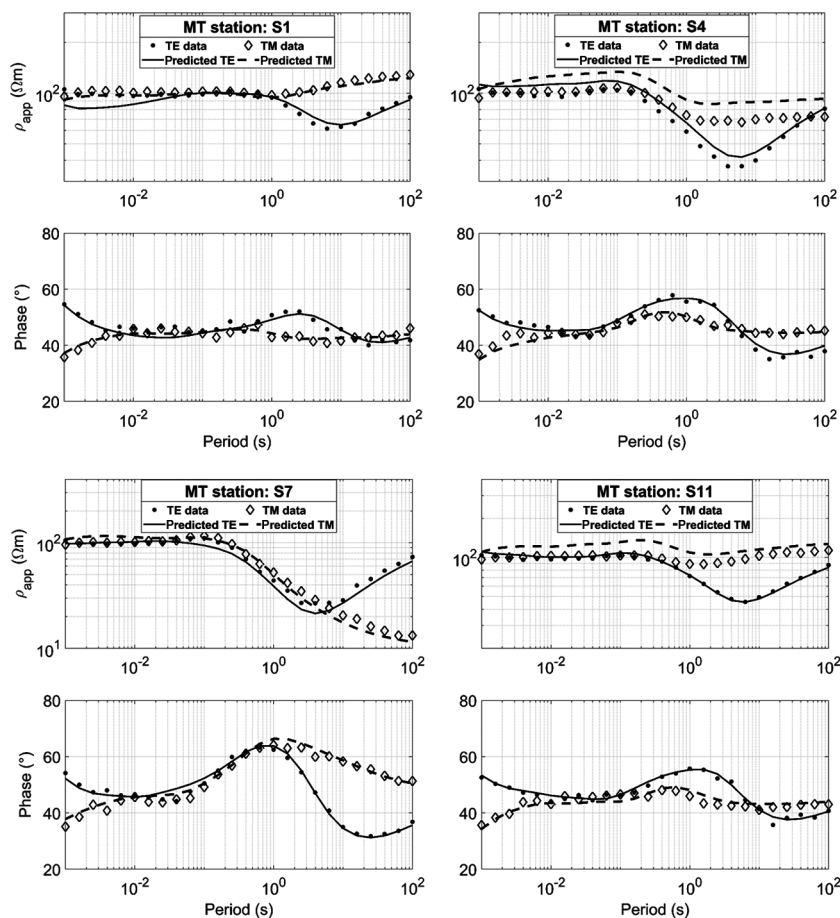 MT station: S1
TE data
TM data
Predicted TE
Predicted TM
10²
ρapp (Ωm)
10⁻² 10⁰ 10²
80
60
40
20
Phase (°)
10⁻² 10⁰ 10²
Period (s)
MT station: S4
TE data
TM data
Predicted TE
Predicted TM
10²
10⁻² 10⁰ 10²
80
60
40
20
10⁻² 10⁰ 10²
Period (s)
MT station: S7
TE data
TM data
Predicted TE
Predicted TM
10²
10¹
ρapp (Ωm)
10⁻² 10⁰ 10²
80
60
40
20
Phase (°)
10⁻² 10⁰ 10²
Period (s)
MT station: S11
TE data
TM data
Predicted TE
Predicted TM
10²
10⁻² 10⁰ 10²
80
60
40
20
10⁻² 10⁰ 10²
Period (s)